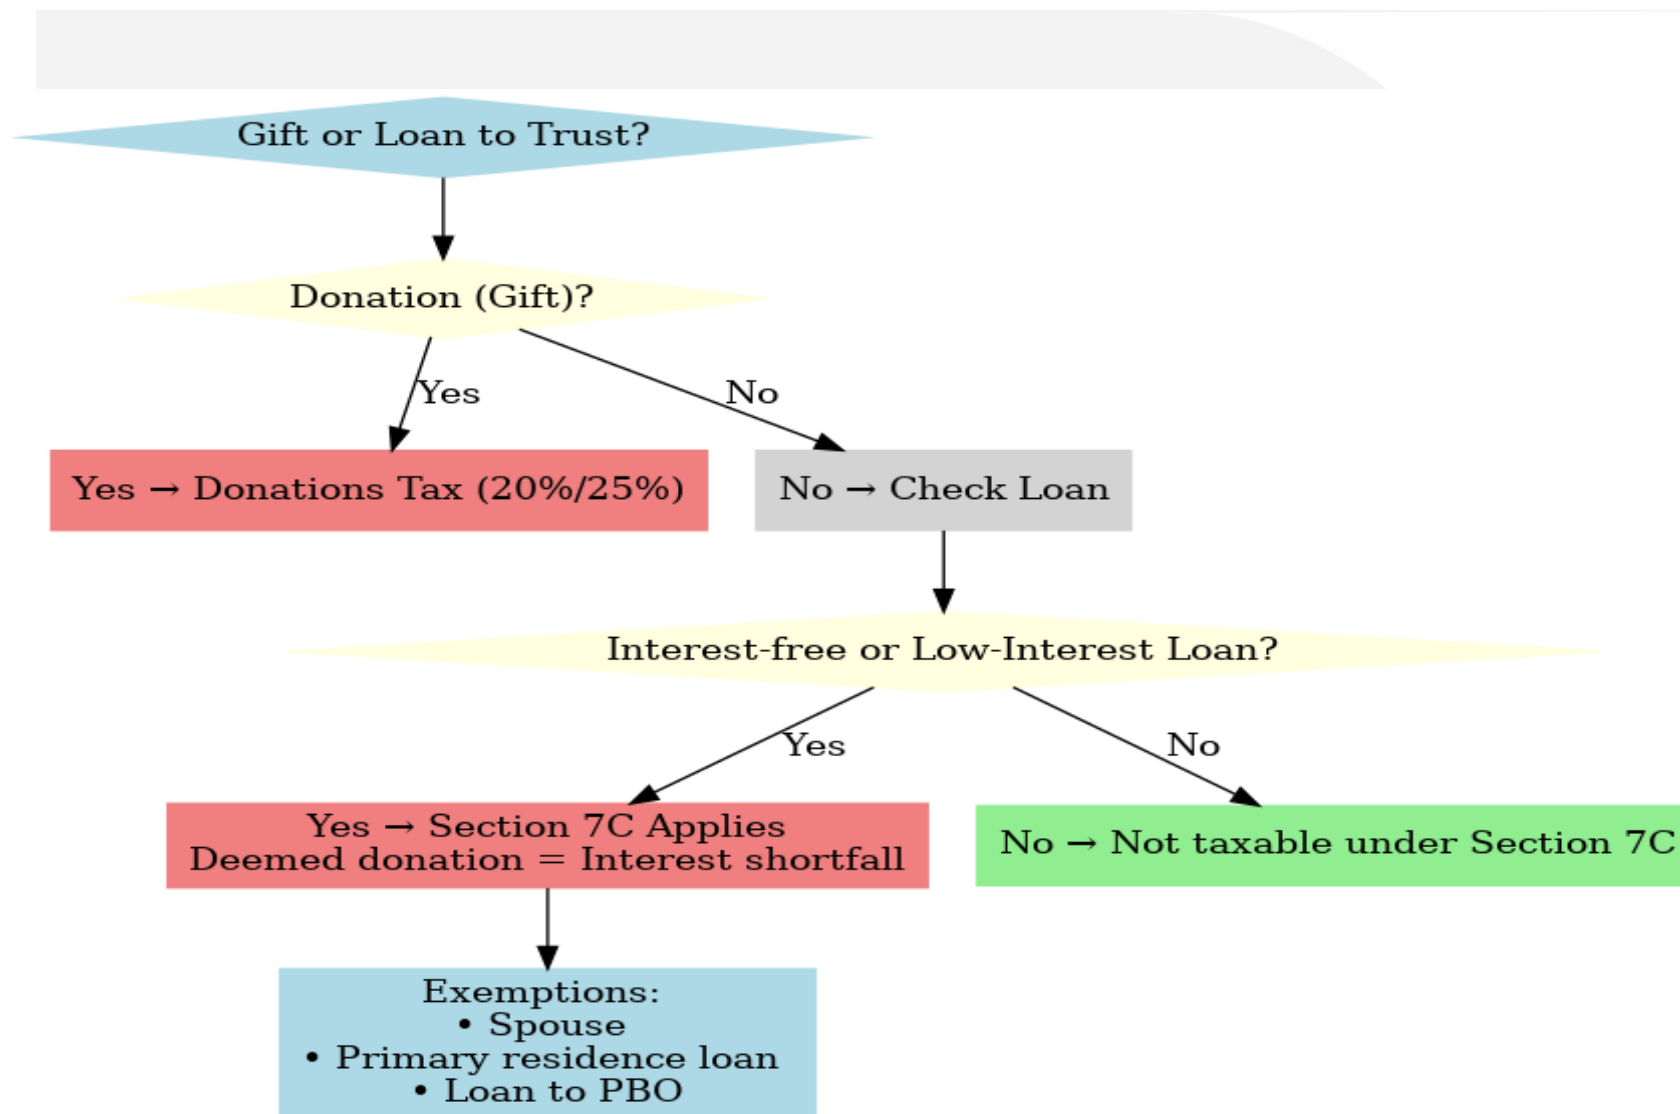 Gift or Loan to Trust?
Donation (Gift)?
Yes
No
Yes → Donations Tax (20%/25%)
No → Check Loan
Interest-free or Low-Interest Loan?
Yes
No
Yes → Section 7C Applies
Deemed donation = Interest shortfall
No → Not taxable under Section 7C
Exemptions:
• Spouse
• Primary residence loan
• Loan to PBO